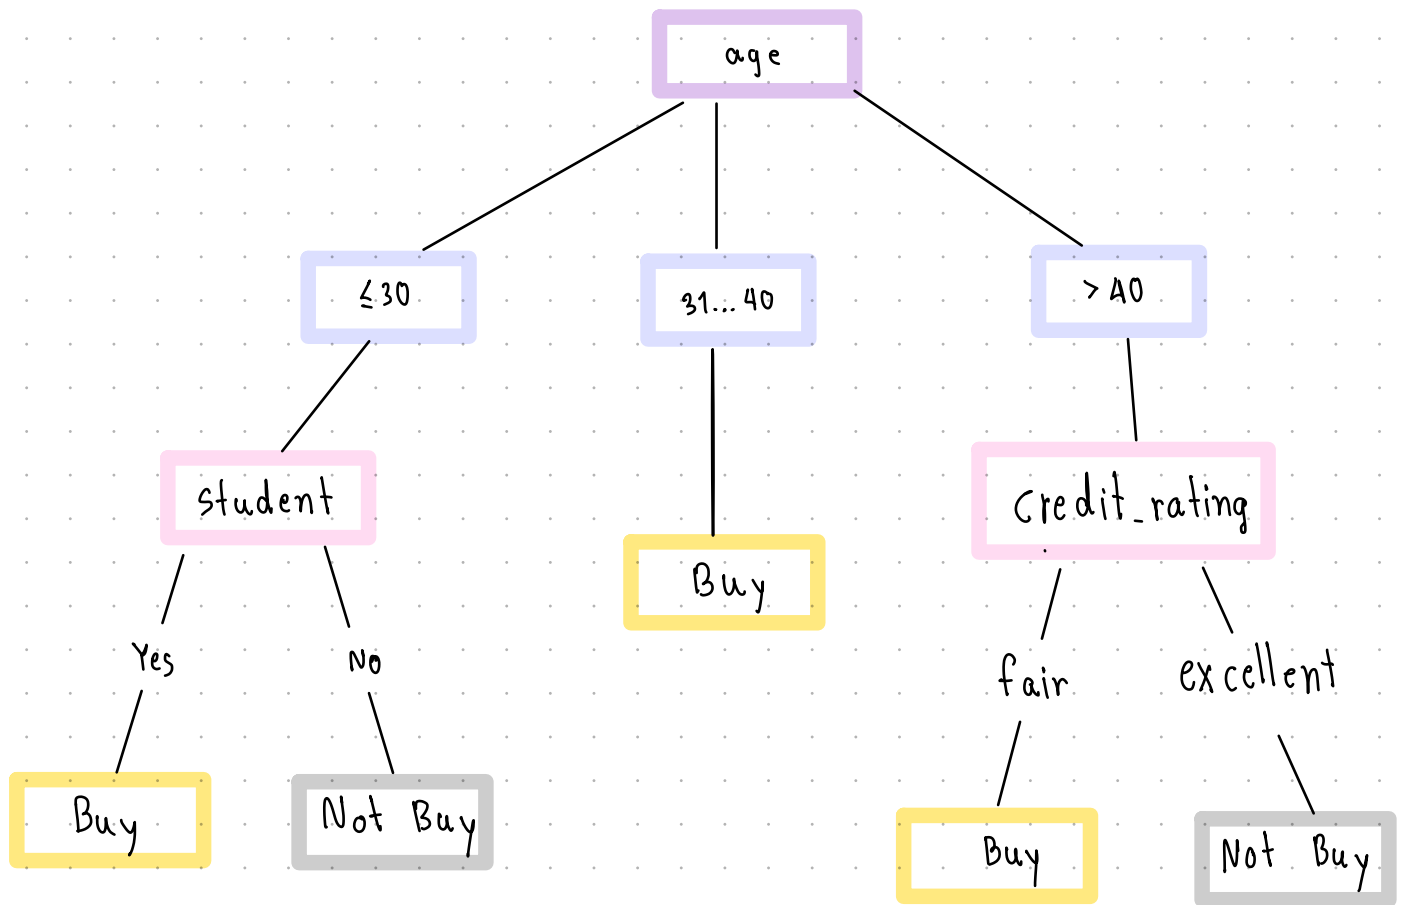 age
≤30
31...40
>40
student
credit_rating
Buy
Yes
No
fair
excellent
Buy
Not Buy
Buy
Not Buy